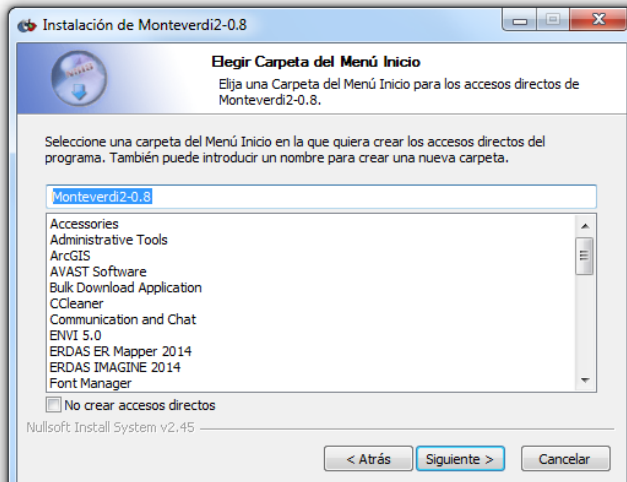 Instalación de Monteverdi2-0.8
Elegir Carpeta del Menú Inicio
Elija una Carpeta del Menú Inicio para los accesos directos de
Monteverdi2-0.8.
Seleccione una carpeta del Menú Inicio en la que quiera crear los accesos directos del
programa. También puede introducir un nombre para crear una nueva carpeta.
Monteverdi2-0.8
Accessories
Administrative Tools
ArcGIS
AVAST Software
Bulk Download Application
CCleaner
Communication and Chat
ENVI 5.0
ERDAS ER Mapper 2014
ERDAS IMAGINE 2014
Font Manager
No crear accesos directos
Nullsoft Install System v2.45
< Atrás
Siguiente >
Cancelar